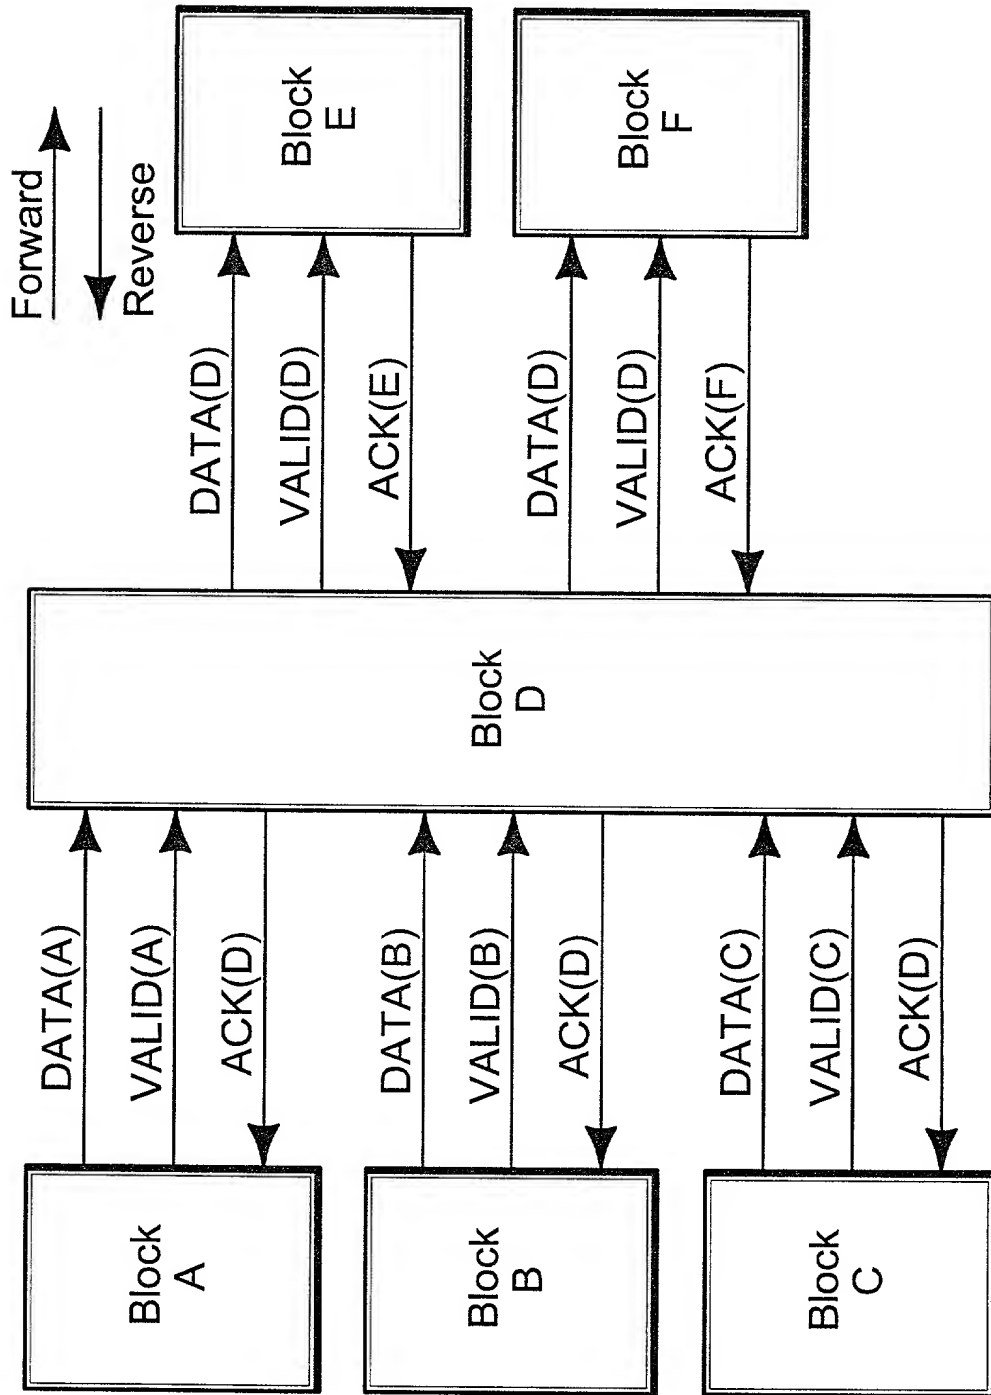 Forward
Reverse
Block
A
DATA(A)
VALID(A)
ACK(D)
Block
B
DATA(B)
VALID(B)
ACK(D)
Block
C
DATA(C)
VALID(C)
ACK(D)
Block
D
DATA(D)
VALID(D)
ACK(E)
Block
E
DATA(D)
VALID(D)
ACK(F)
Block
F